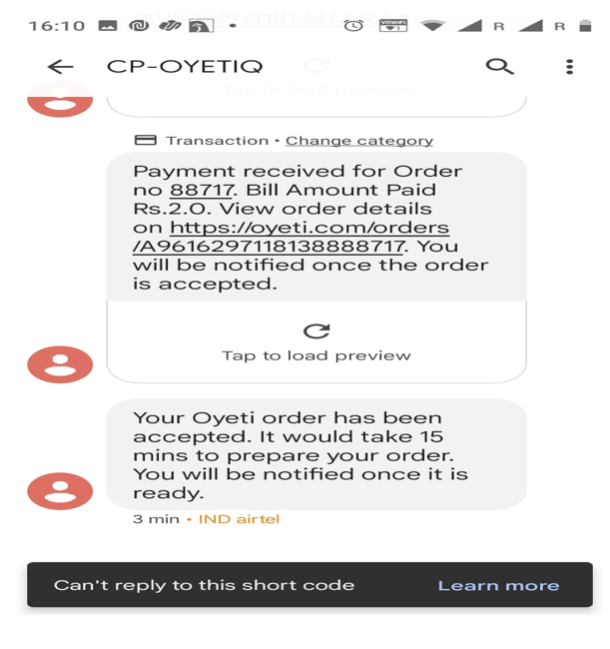 16:10
VOWIFI
R
R
CP-OYETIQ
Tap to load preview
Transaction • Change category
Payment received for Order
no 88717. Bill Amount Paid
Rs.2.0. View order details
on https://oyeti.com/orders
/A9616297118138888717. You
will be notified once the order
is accepted.
Tap to load preview
Your Oyeti order has been
accepted. It would take 15
mins to prepare your order.
You will be notified once it is
ready.
3 min • IND airtel
Can't reply to this short code
Learn more